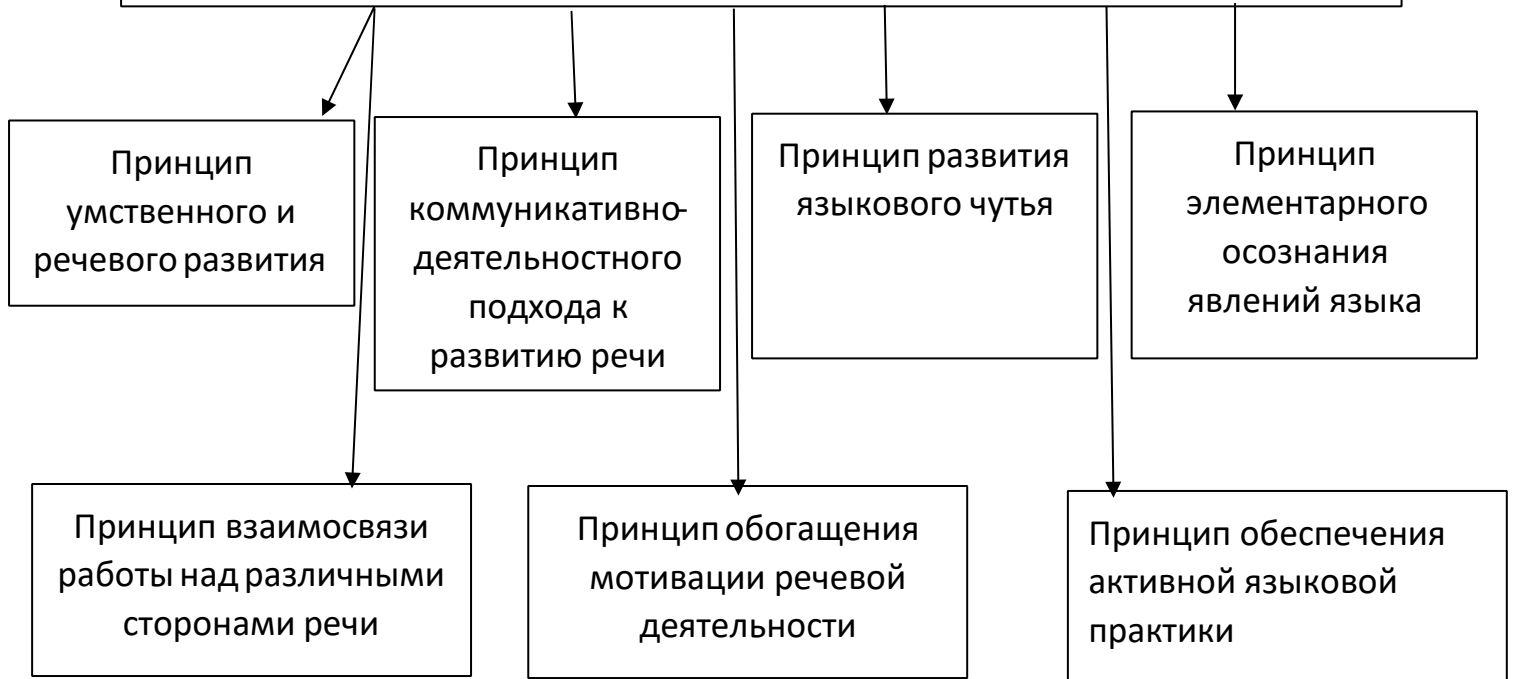 Принцип
умственного и
речевого развития
Принцип
коммуникативно-
деятельностного
подхода к
развитию речи
Принцип развития
языкового чутья
Принцип
элементарного
осознания
явлений языка
Принцип взаимосвязи
работы над различными
сторонами речи
Принцип обогащения
мотивации речевой
деятельности
Принцип обеспечения
активной языковой
практики